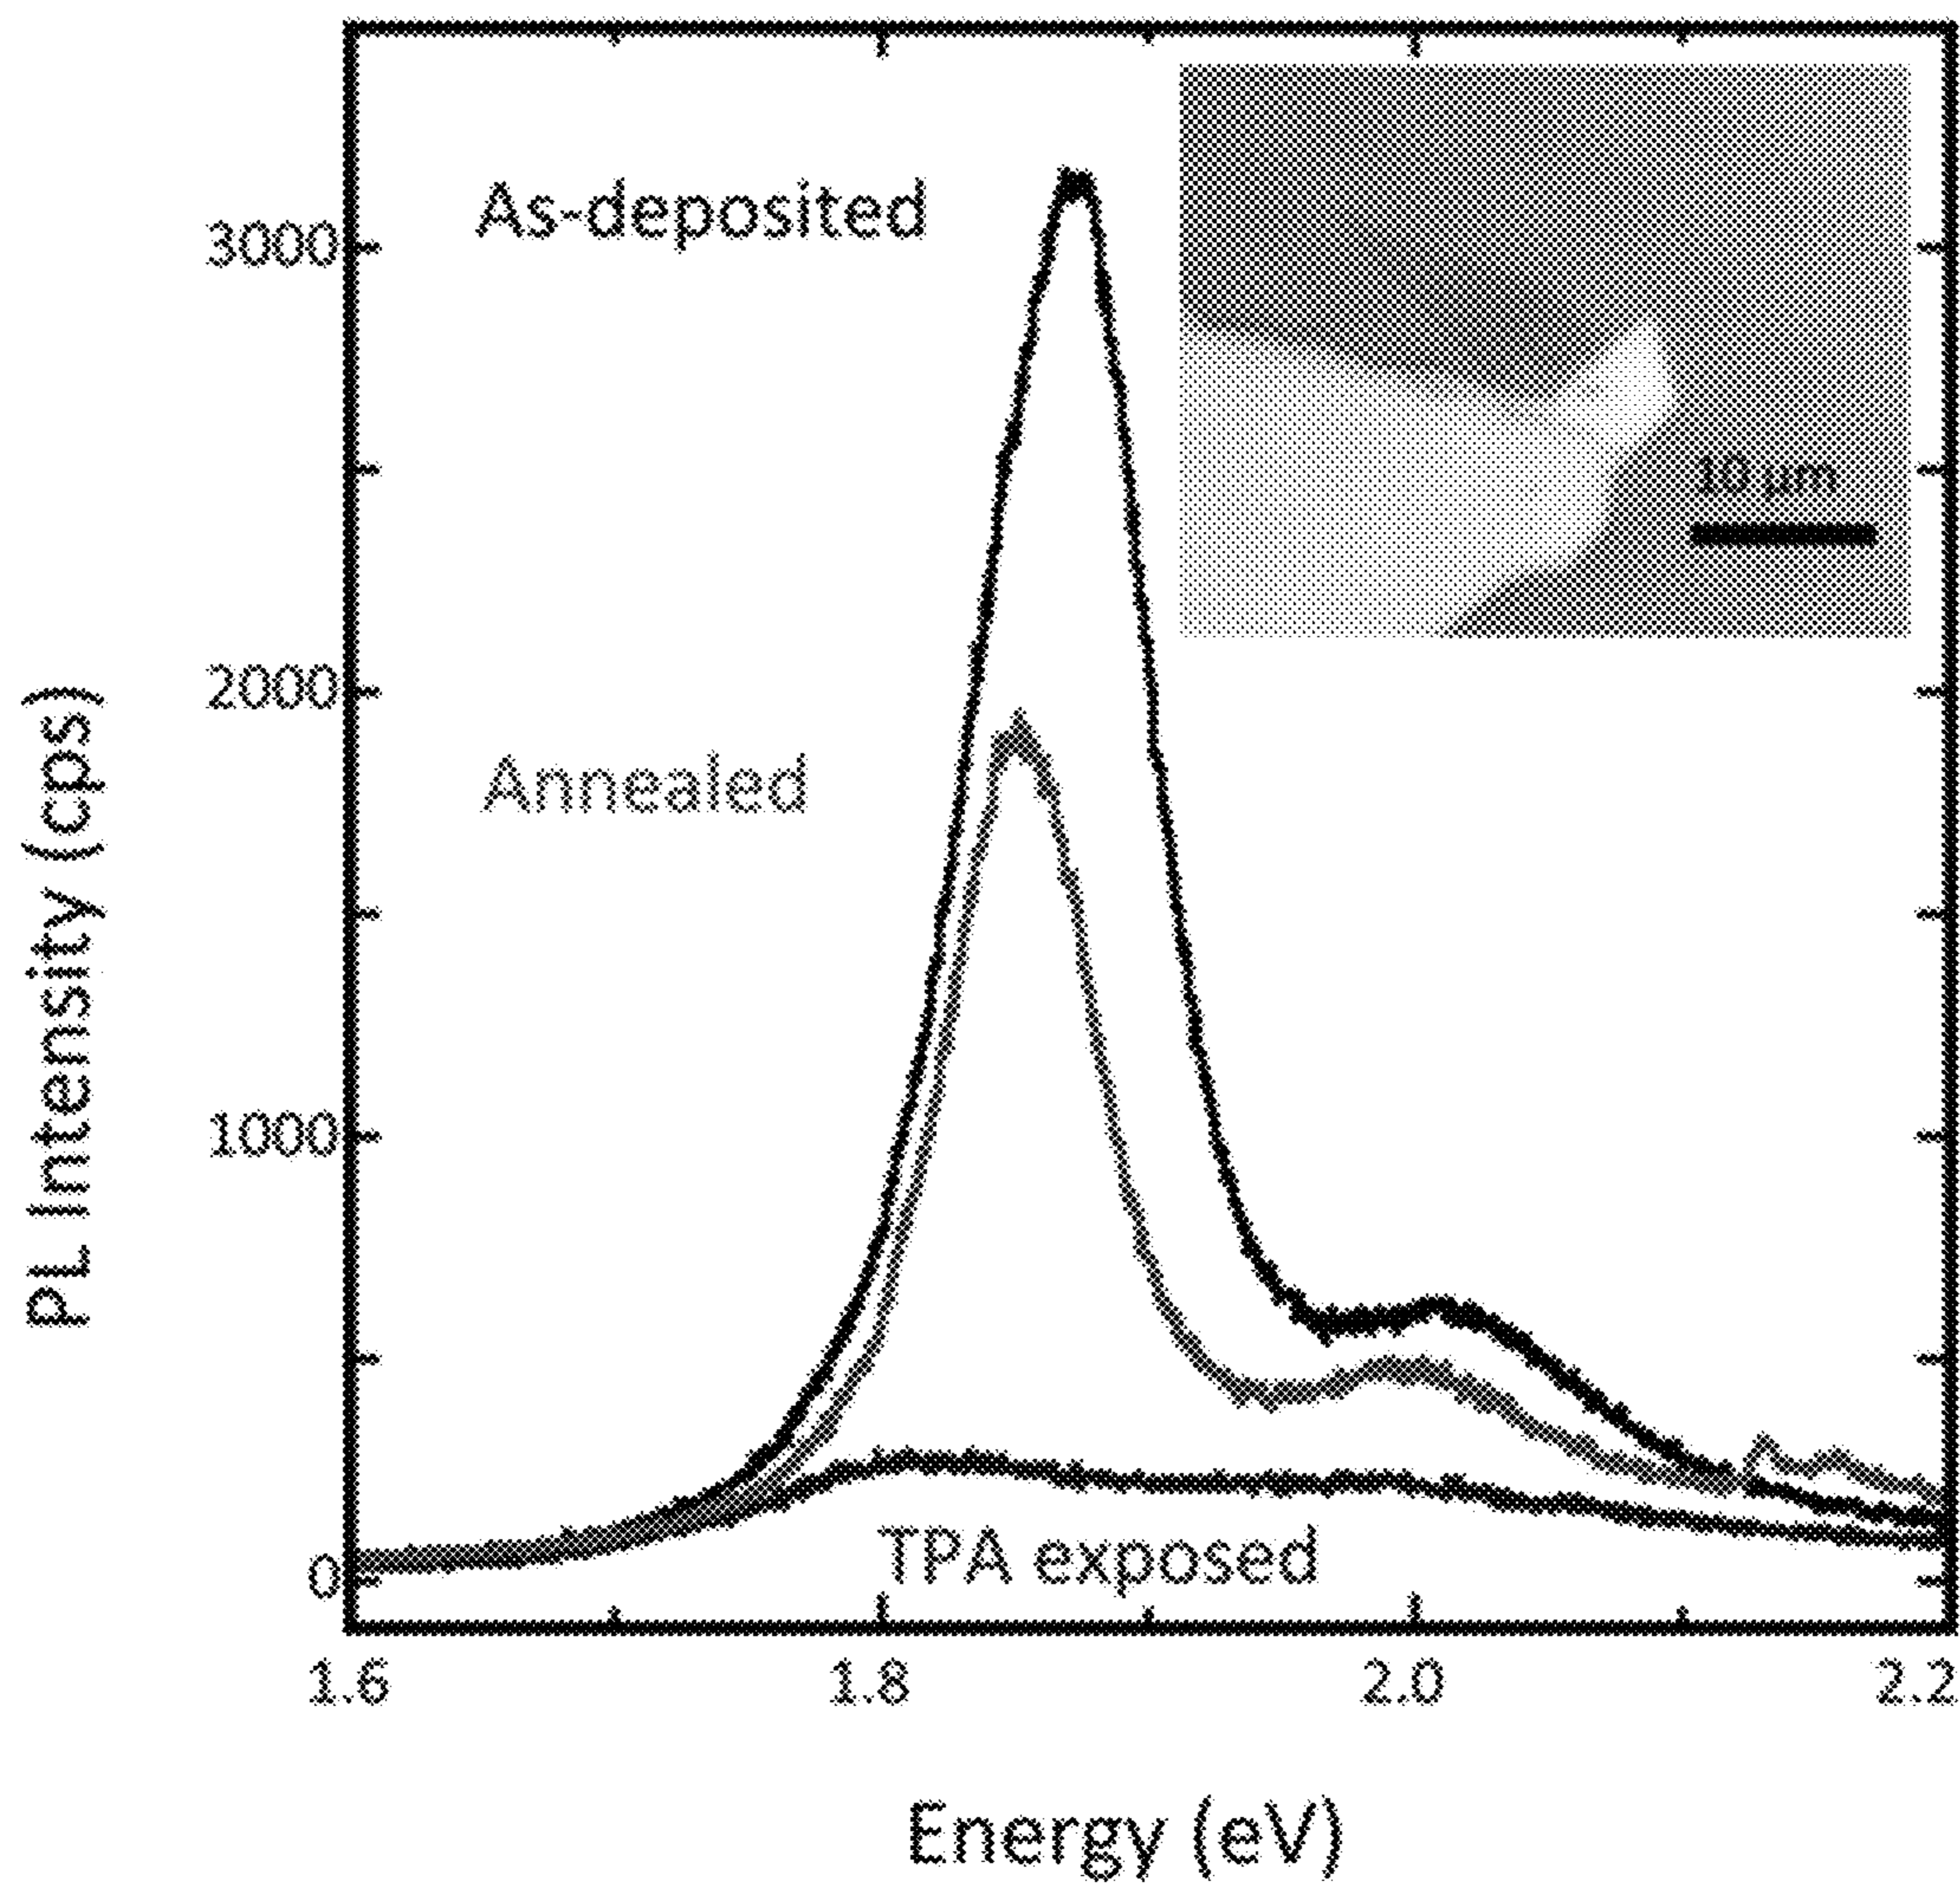 As-deposited
3000
10 μm
2000
Annealed
PL Intensity (cps)
1000
TPA exposed
0
1.6
1.8
2.0
2.2
Energy (eV)